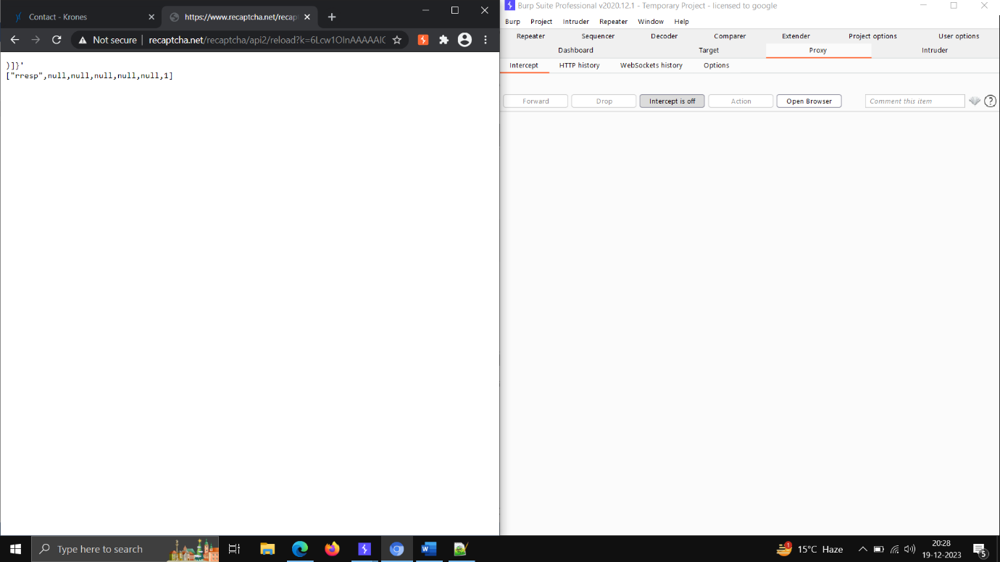 Contact - Krones
https://www.recaptcha.net/recap
Not secure
recaptcha.net/recaptcha/api2/reload?k=6Lcw1OInAAAAAI
)]}'
["rresp",null,null,null,null,null,1]
Burp Suite Professional v2020.12.1 - Temporary Project - licensed to google
Burp Project Intruder Repeater Window Help
Repeater Sequencer Decoder Comparer Extender Project options User options
Dashboard Target Proxy Intruder
Intercept HTTP history WebSockets history Options
Forward Drop Intercept is off Action Open Browser Comment this item ?
Type here to search
1
15°C Haze
20:28
19-12-2023
5